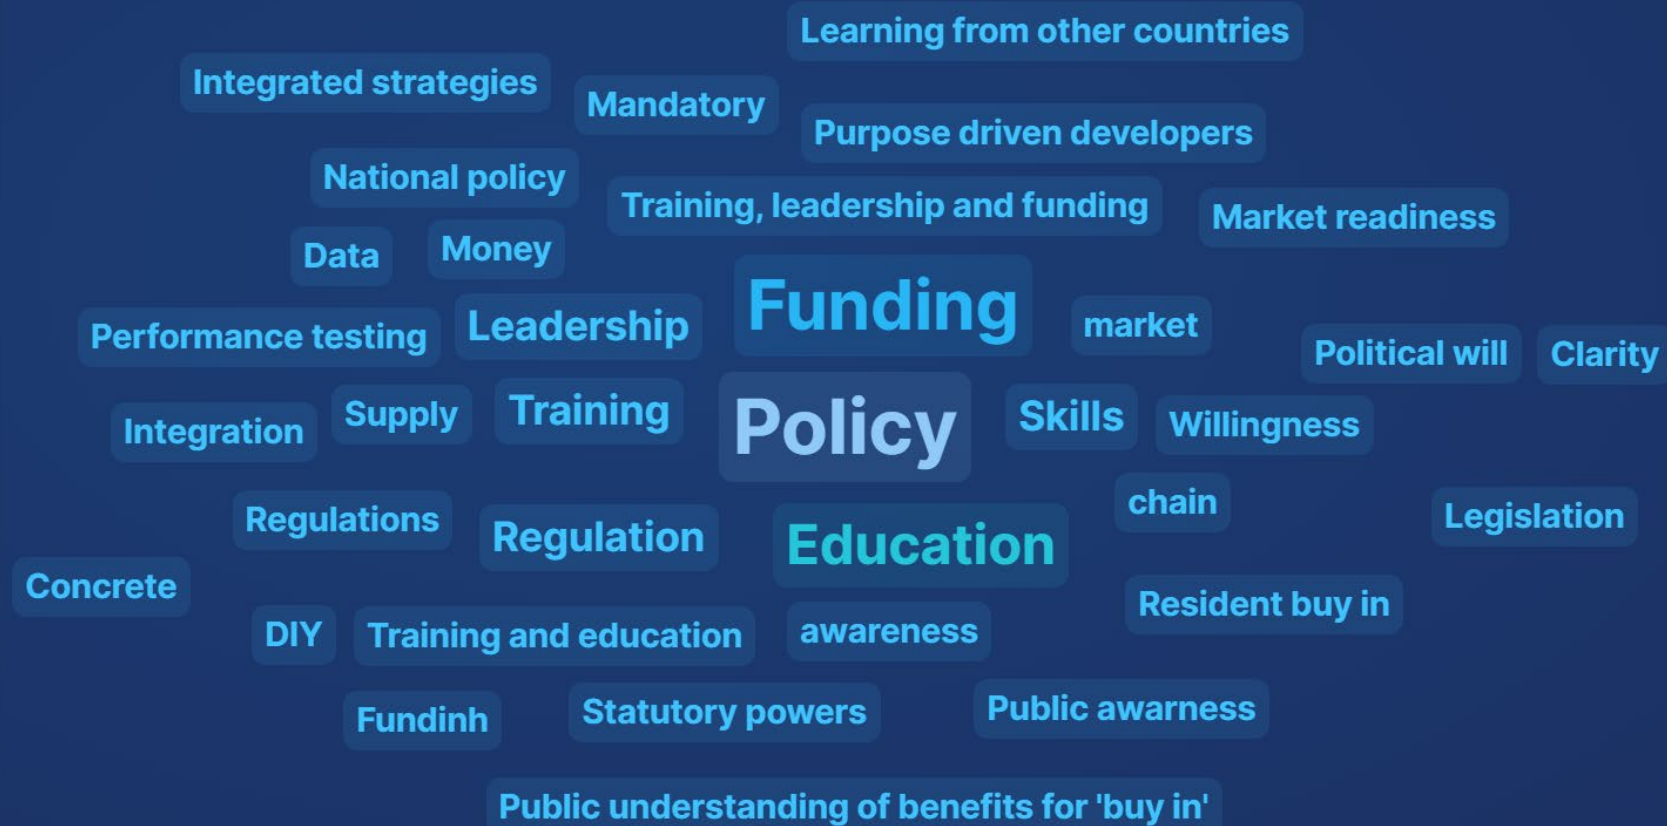 Learning from other countries
Integrated strategies
Mandatory
Purpose driven developers
National policy
Training, leadership and funding
Market readiness
Data
Money
Funding
Performance testing
Leadership
market
Political will
Clarity
Integration
Supply
Training
Policy
Skills
Willingness
chain
Regulations
Regulation
Education
Legislation
Concrete
Resident buy in
DIY
Training and education
awareness
Fundinh
Statutory powers
Public awarness
Public understanding of benefits for 'buy in'